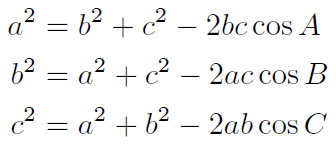 a² = b² + c² − 2bc cos A
b² = a² + c² − 2ac cos B
c² = a² + b² − 2ab cos C